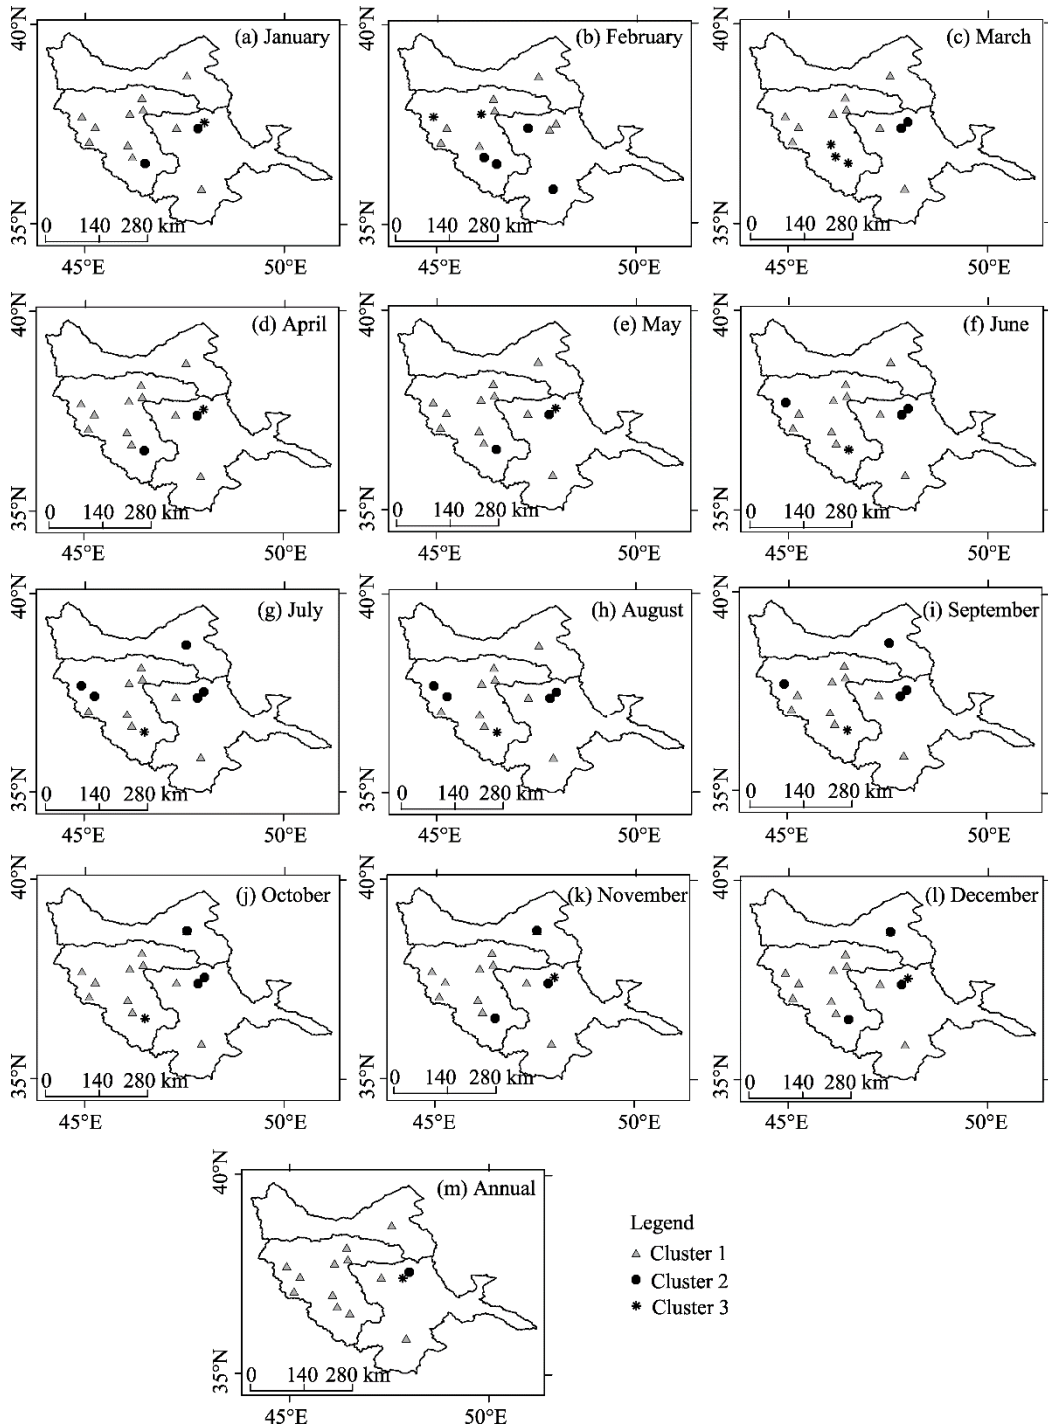 (a) January
(b) February
(c) March
40°N
35°N
0 140 280 km
0 140 280 km
0 140 280 km
45°E 50°E
45°E 50°E
45°E 50°E
(d) April
(e) May
(f) June
40°N
35°N
40°N
35°N
40°N
35°N
0 140 280 km
0 140 280 km
0 140 280 km
45°E 50°E
45°E 50°E
45°E 50°E
(g) July
(h) August
(i) September
40°N
35°N
40°N
35°N
40°N
35°N
0 140 280 km
0 140 280 km
0 140 280 km
45°E 50°E
45°E 50°E
45°E 50°E
(j) October
(k) November
(l) December
40°N
35°N
40°N
35°N
40°N
35°N
0 140 280 km
0 140 280 km
0 140 280 km
45°E 50°E
45°E 50°E
45°E 50°E
(m) Annual
40°N
35°N
0 140 280 km
45°E 50°E
Legend
Cluster 1
Cluster 2
Cluster 3
40°N
35°N
40°N
35°N